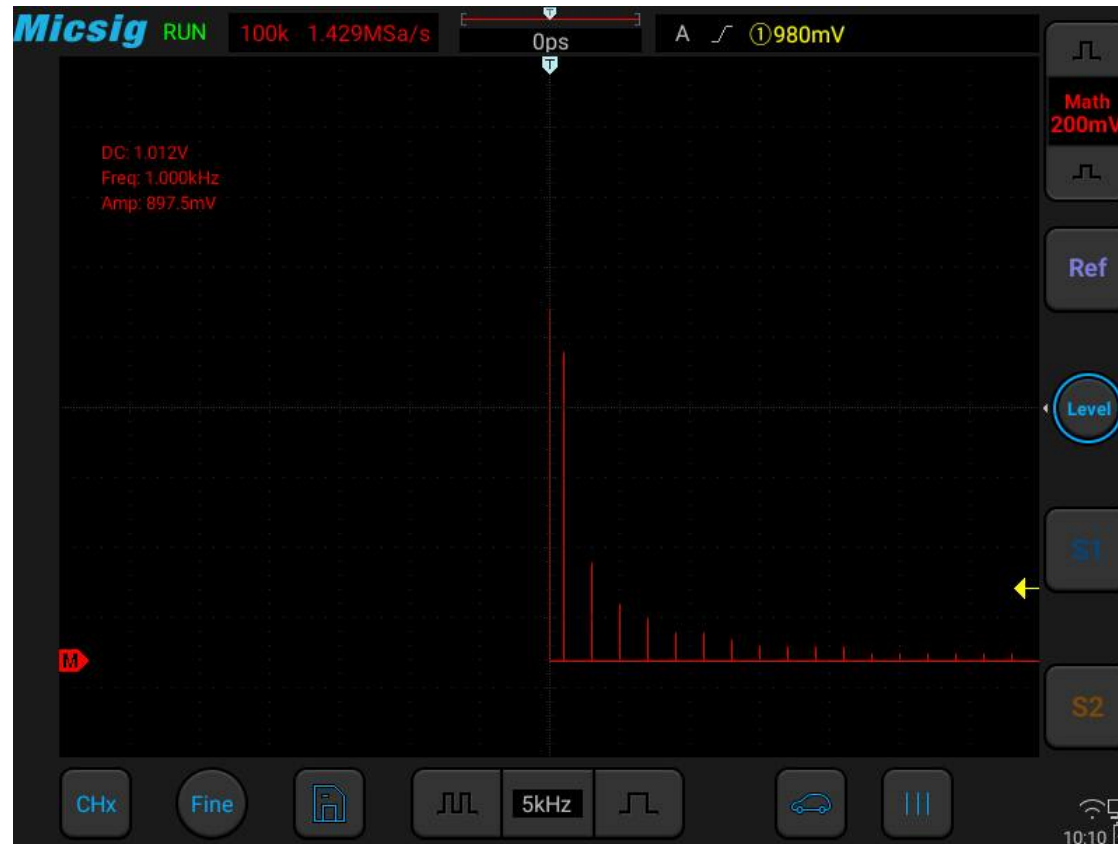 Micsig RUN 100k 1.429MSa/s T 0ps A ①980mV
T
Math
200mV
DC: 1.012V
Freq: 1.000kHz
Amp: 897.5mV
Ref
Level
S1
M
S2
CHx Fine 5kHz
10:10